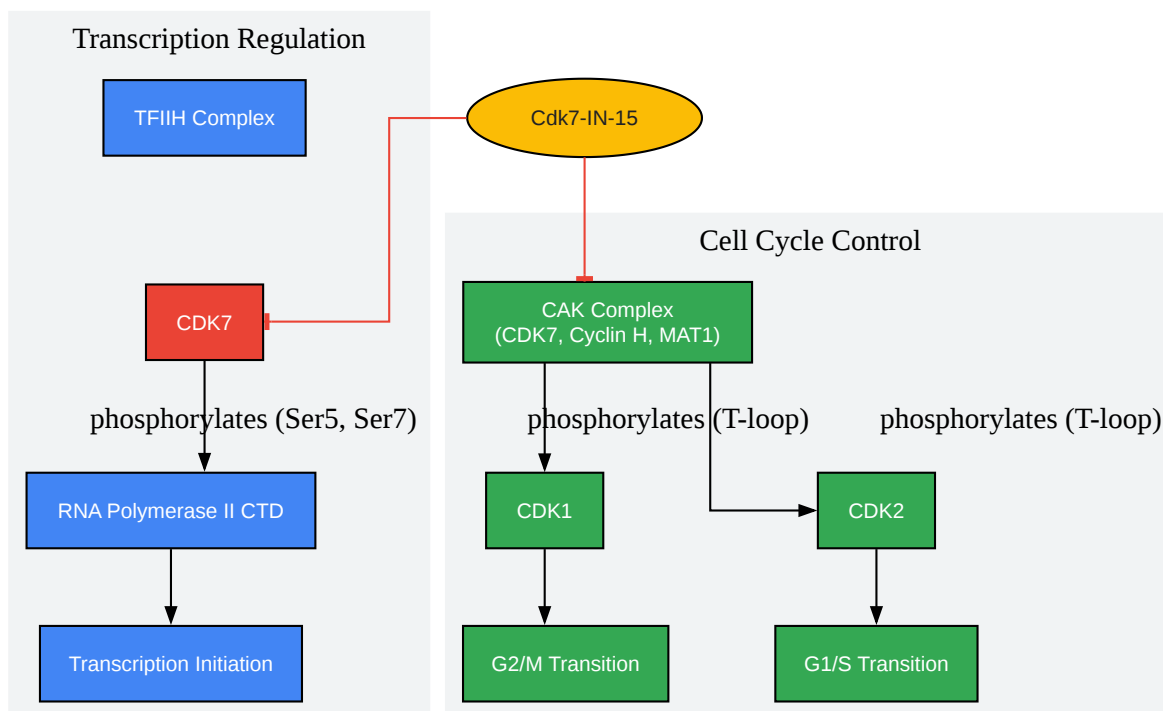 Transcription Regulation
TFIIH Complex
Cdk7-IN-15
Cell Cycle Control
CDK7
CAK Complex
(CDK7, Cyclin H, MAT1)
phosphorylates (Ser5, Ser7)
phosphorylates (T-loop)
phosphorylates (T-loop)
RNA Polymerase II CTD
CDK1
CDK2
Transcription Initiation
G2/M Transition
G1/S Transition